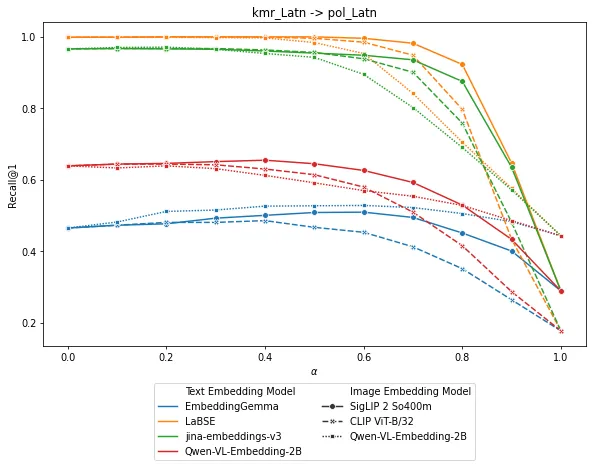 kmr_Latn -> pol_Latn
Recall@1
1.0
0.8
0.6
0.4
0.2
0.0 0.2 0.4 0.6 0.8 1.0
α
Text Embedding Model
EmbeddingGemma
LaBSE
jina-embeddings-v3
Qwen-VL-Embedding-2B
Image Embedding Model
SigLIP 2 So400m
CLIP ViT-B/32
Qwen-VL-Embedding-2B